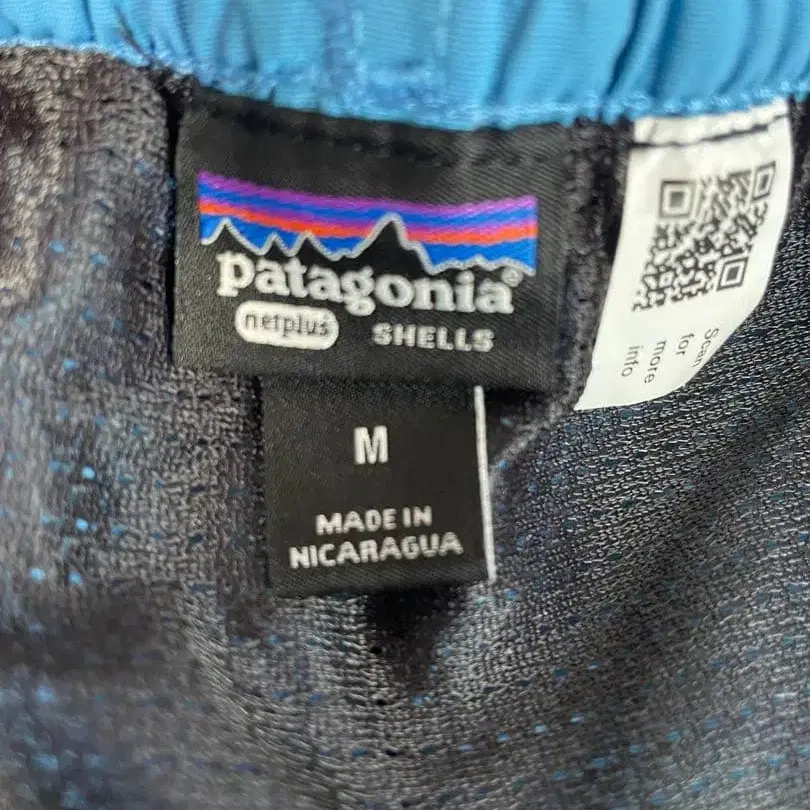 patagonia®
netplus SHELLS
M
MADE IN
NICARAGUA
Scan
for
more
info